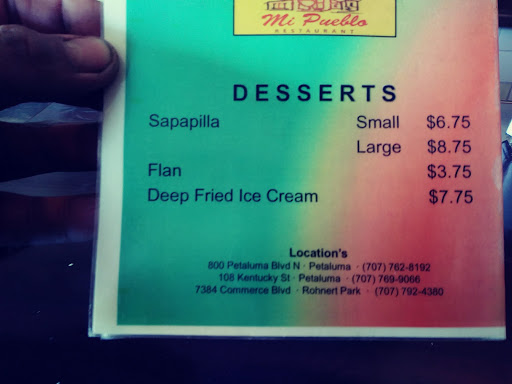 Mi Pueblo
RESTAURANT
DESSERTS
Sapapilla Small $6.75
Large $8.75
Flan $3.75
Deep Fried Ice Cream $7.75
Location's
800 Petaluma Blvd N · Petaluma · (707) 762-8192
108 Kentucky St · Petaluma · (707) 769-9066
7384 Commerce Blvd · Rohnert Park · (707) 792-4380